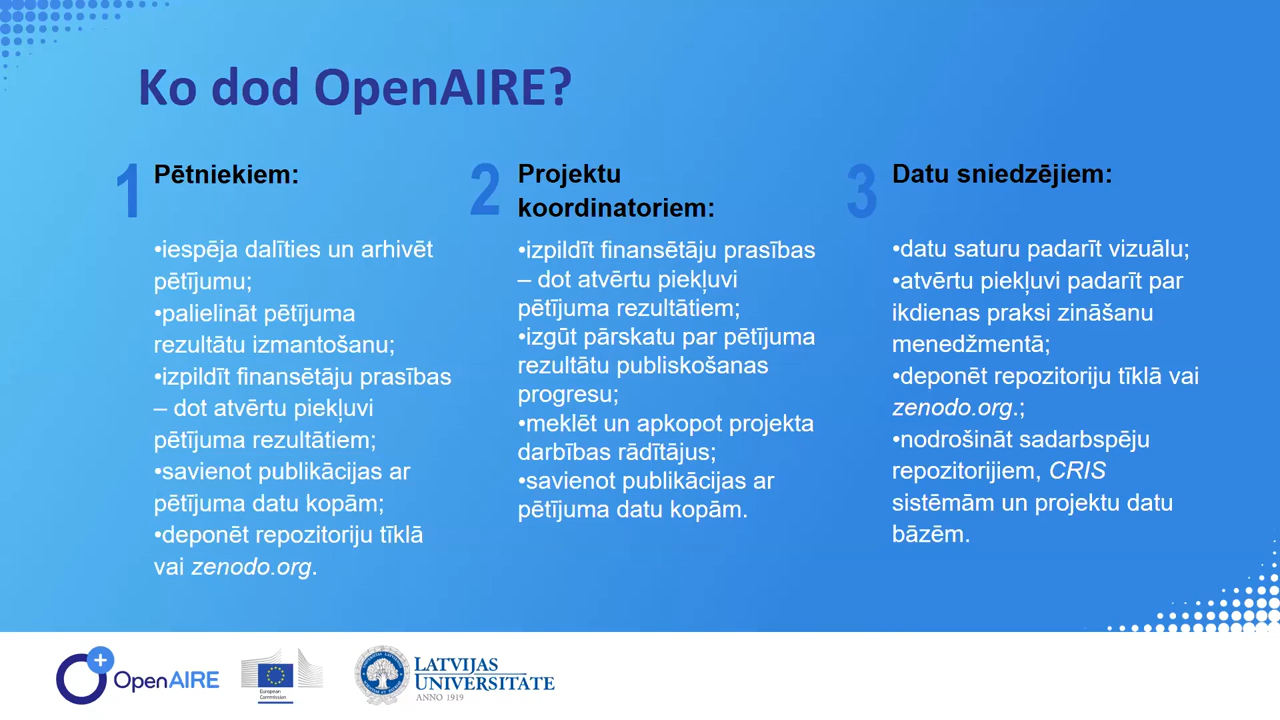 Ko dod OpenAIRE?
1
Pētniekiem:
•iespēja dalīties un arhivēt
pētījumu;
•palielināt pētījuma
rezultātu izmantošanu;
•izpildīt finansētāju prasības
– dot atvērtu piekļuvi
pētījuma rezultātiem;
•savienot publikācijas ar
pētījuma datu kopām;
•deponēt repozitoriju tīklā
vai zenodo.org.
2
Projektu
koordinatoriem:
•izpildīt finansētāju prasības
– dot atvērtu piekļuvi
pētījuma rezultātiem;
•izgūt pārskatu par pētījuma
rezultātu publiskošanas
progresu;
•meklēt un apkopot projekta
darbības rādītājus;
•savienot publikācijas ar
pētījuma datu kopām.
3
Datu sniedzējiem:
•datu saturu padarīt vizuālu;
•atvērtu piekļuvi padarīt par
ikdienas praksi zināšanu
menedžmentā;
•deponēt repozitoriju tīklā vai
zenodo.org.;
•nodrošināt sadarbspēju
repozitorijiem, CRIS
sistēmām un projektu datu
bāzēm.
OpenAIRE
European
Commission
LATVIJAS
UNIVERSITĀTE
ANNO 1919